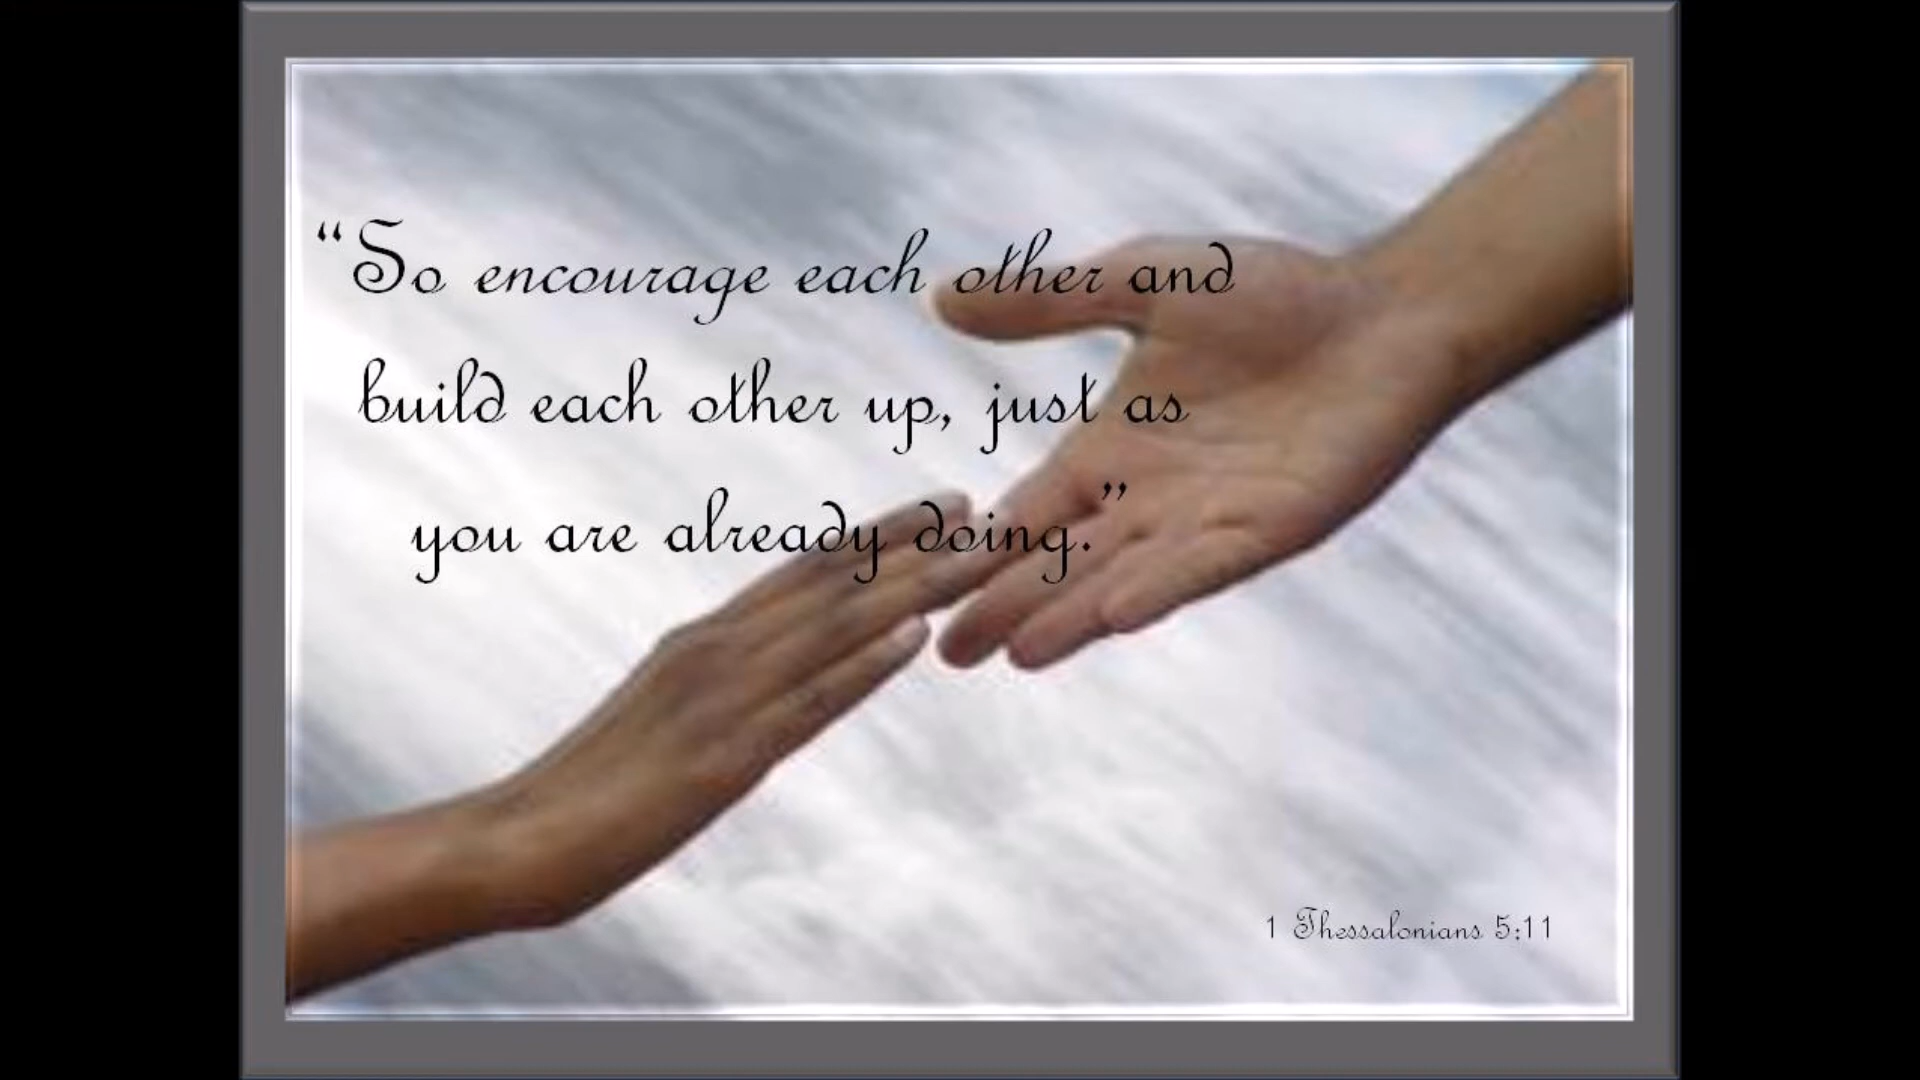 “So encourage each other and
build each other up, just as
you are already doing.”
1 Thessalonians 5:11